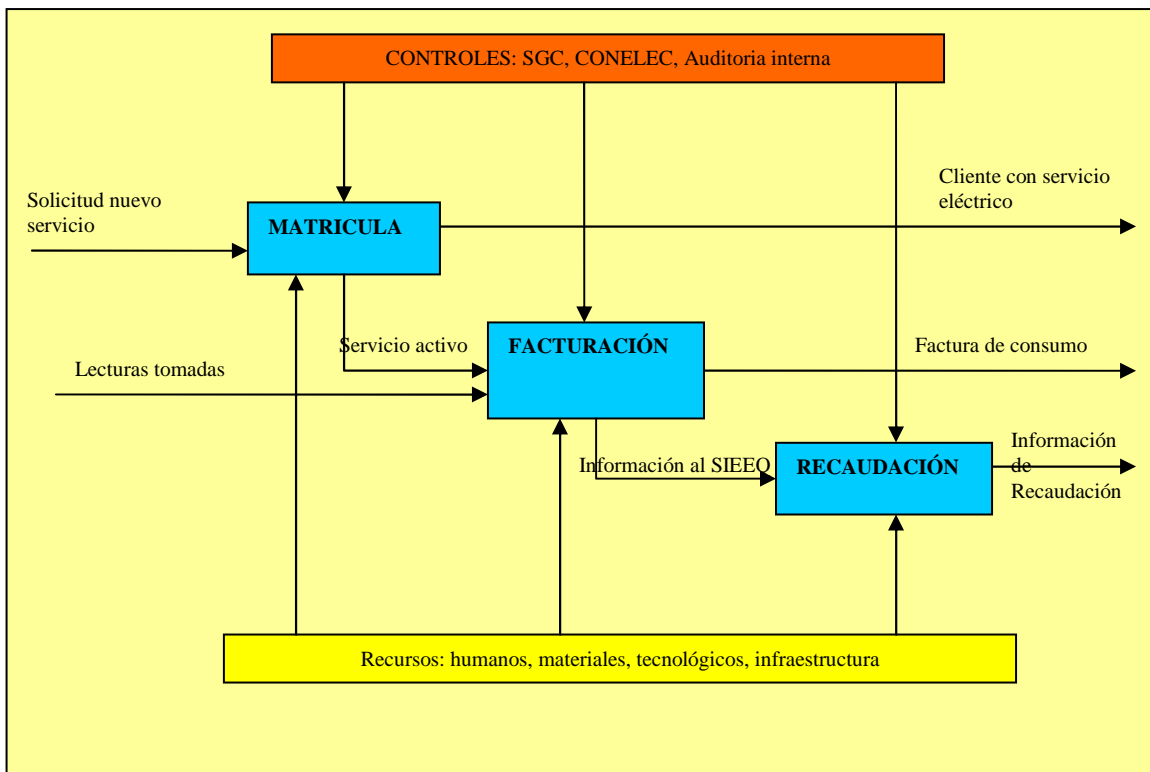 CONTROLES: SGC, CONELEC, Auditoria interna
Solicitud nuevo
servicio
MATRICULA
Cliente con servicio
eléctrico
Servicio activo
FACTURACIÓN
Factura de consumo
Lecturas tomadas
Información al SIEEQ
RECAUDACIÓN
Información
de
Recaudación
Recursos: humanos, materiales, tecnológicos, infraestructura